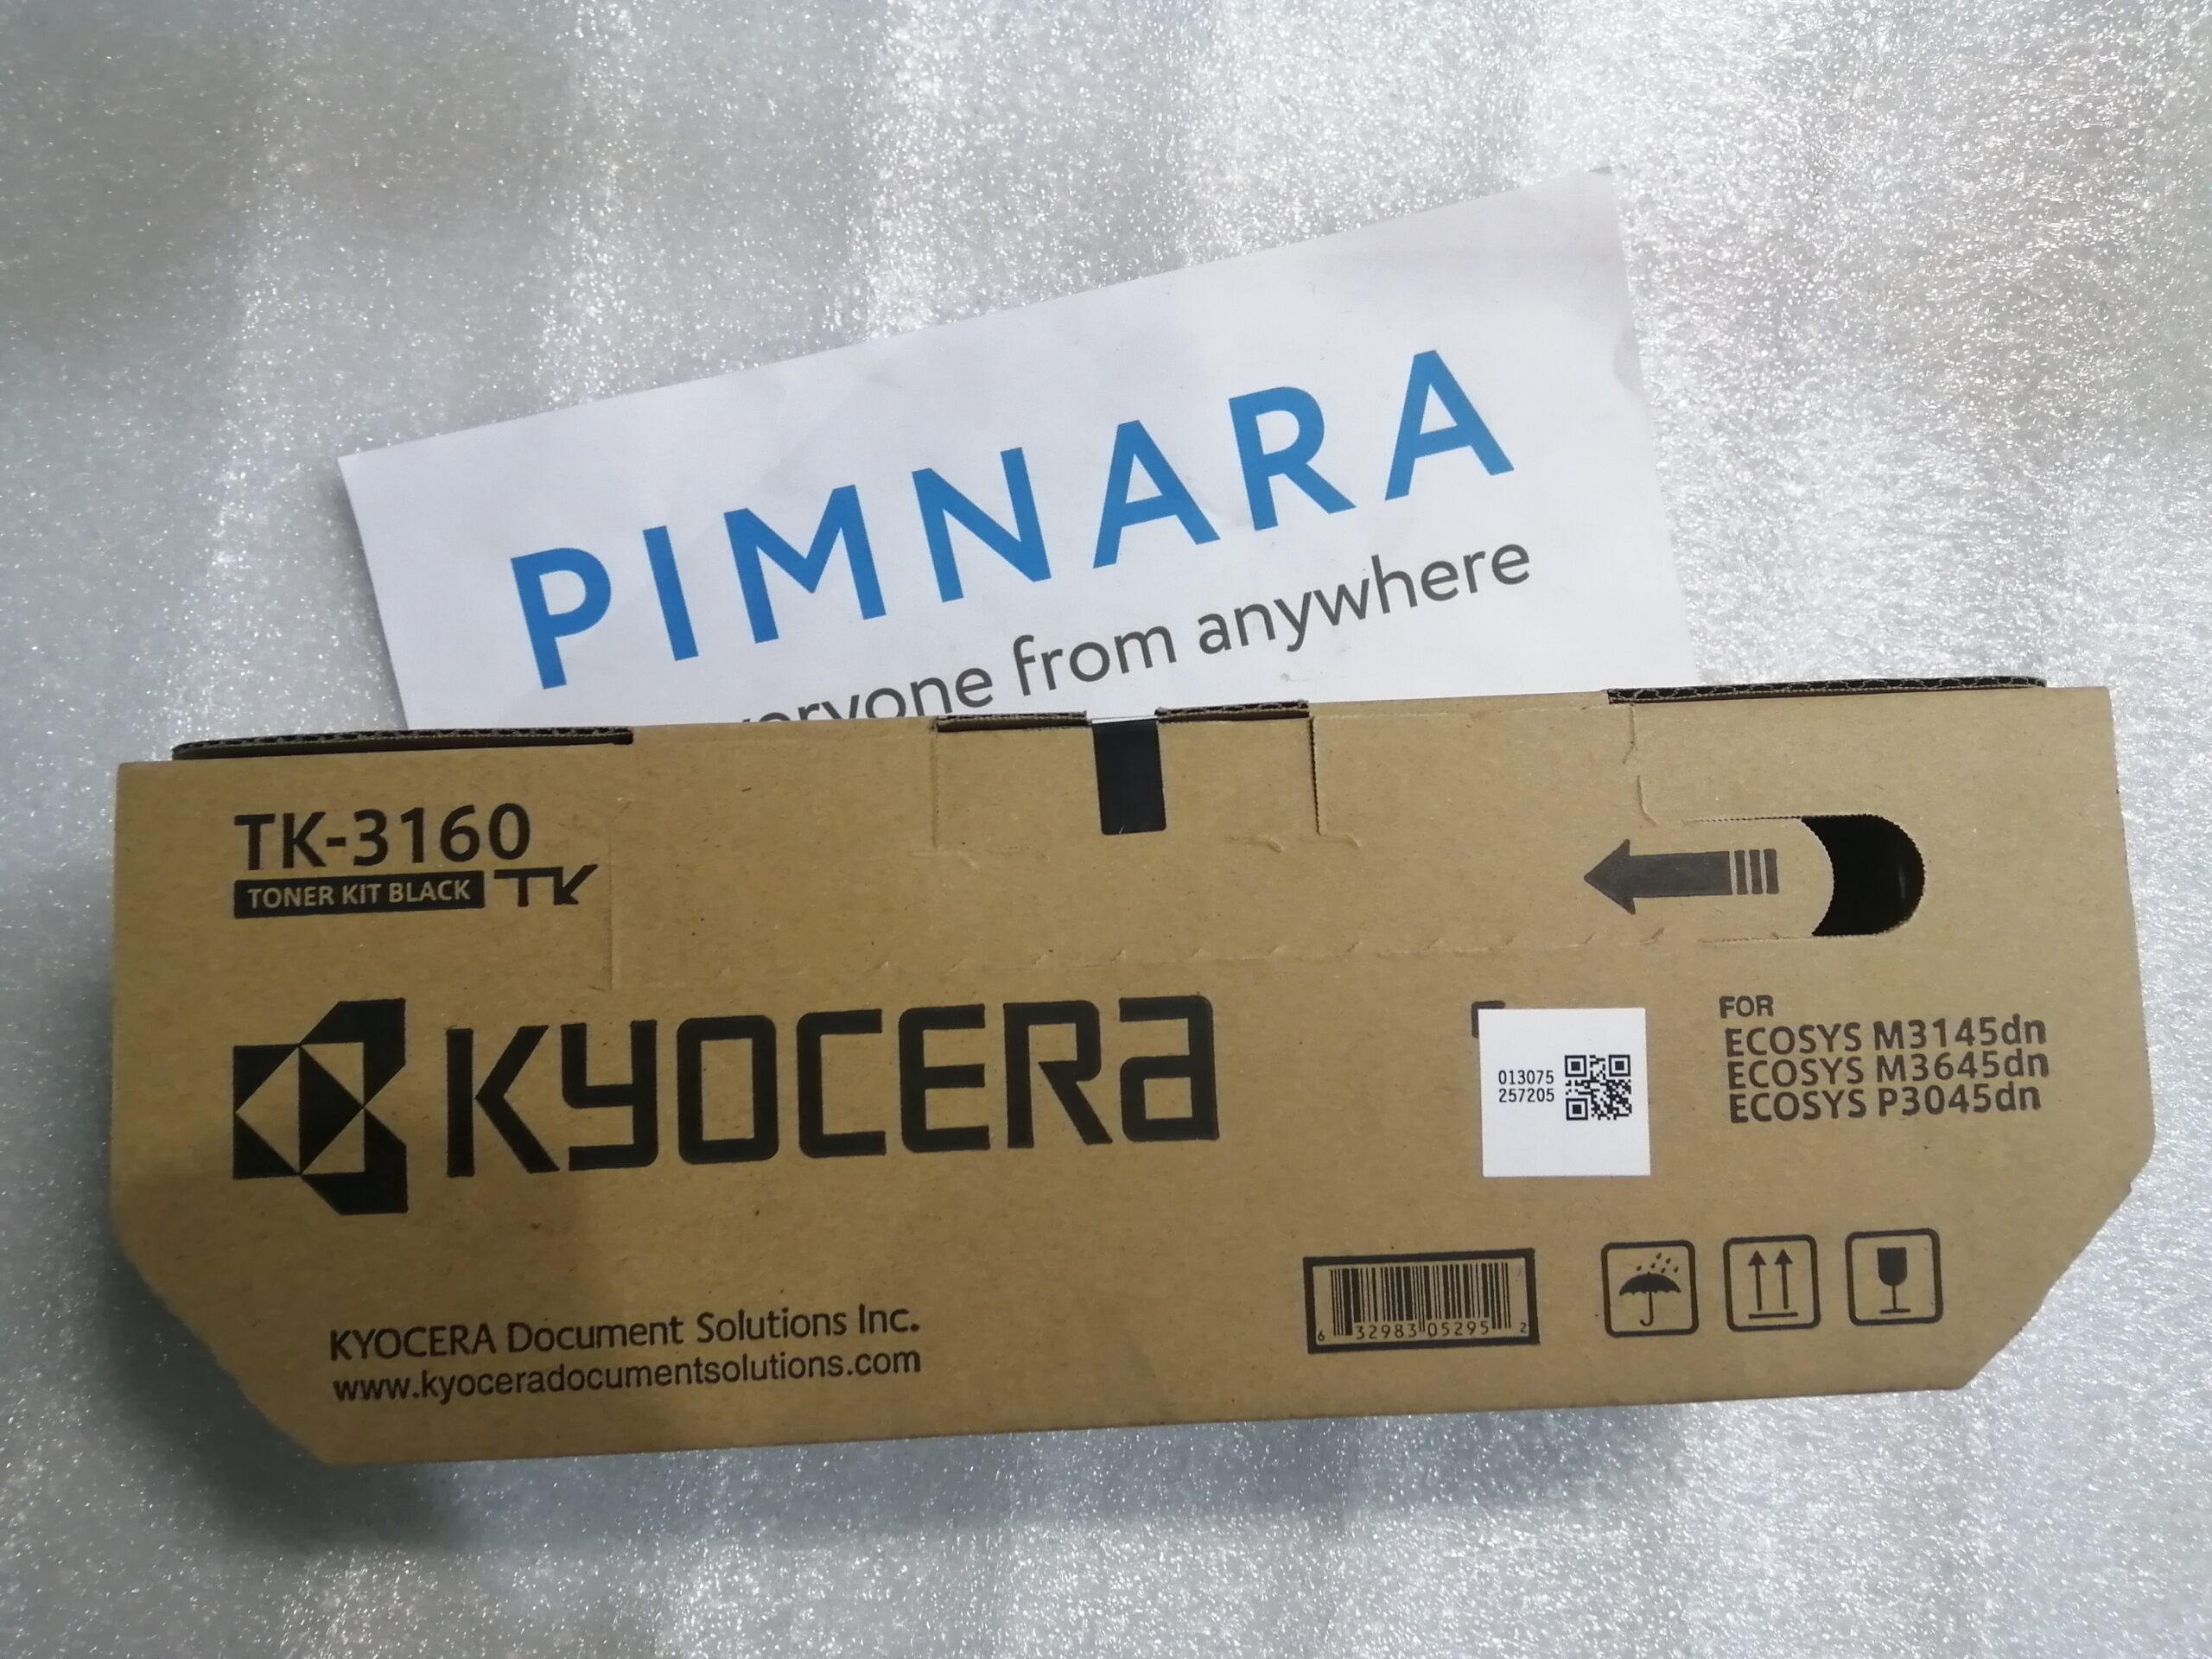 PIMNARA
from anywhere
TK-3160
TONER KIT BLACK TK
KYOCERA
013075
257205
FOR
ECOSYS M3145dn
ECOSYS M3645dn
ECOSYS P3045dn
KYOCERA Document Solutions Inc.
www.kyoceradocumentsolutions.com
6 32983 05295 2